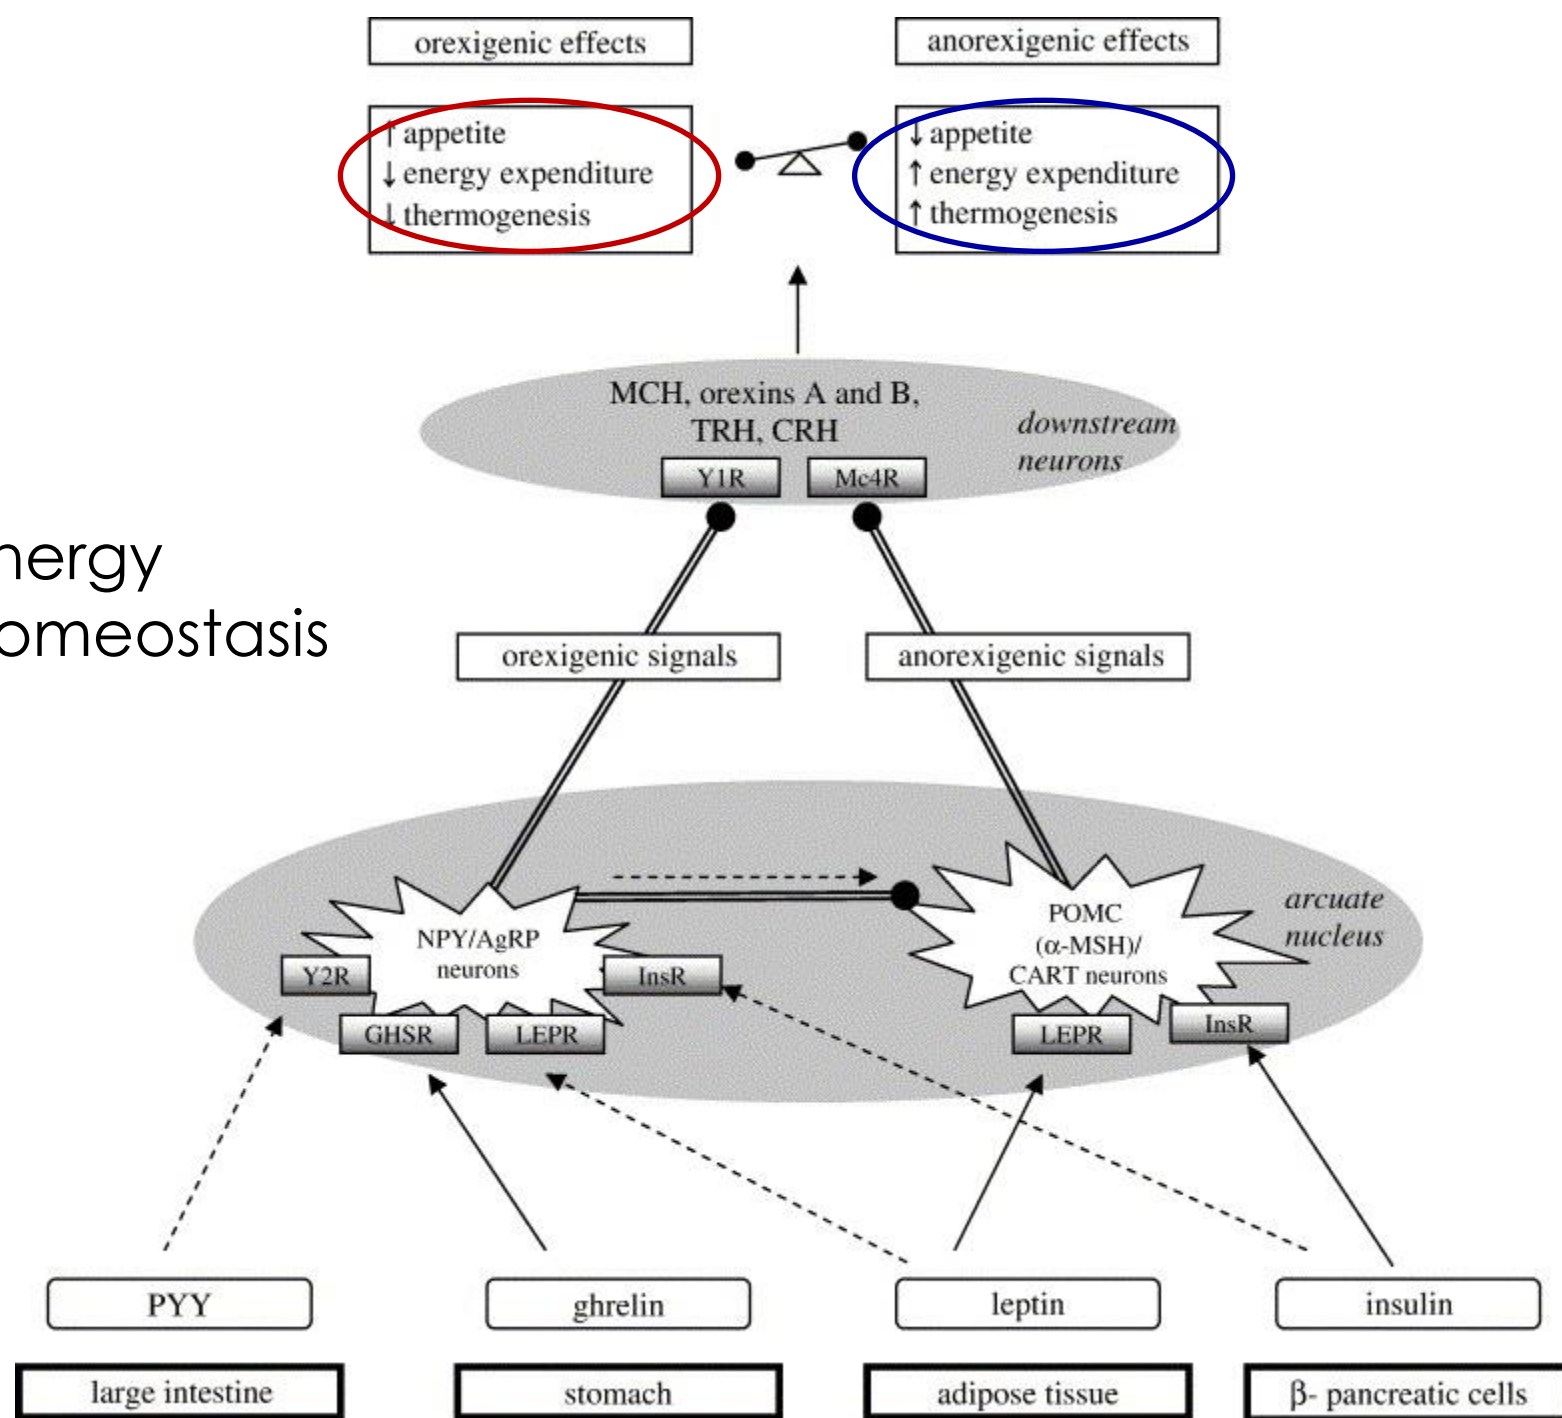 orexigenic effects
anorexigenic effects
↑ appetite
↓ energy expenditure
↓ thermogenesis
↓ appetite
↑ energy expenditure
↑ thermogenesis
MCH, orexins A and B,
TRH, CRH
downstream
neurons
Y1R
Mc4R
nergy
omeostasis
orexigenic signals
anorexigenic signals
NPY/AgRP
neurons
POMC
(α-MSH)/
CART neurons
arcuate
nucleus
Y2R
InsR
GHSR
LEPR
LEPR
InsR
PYY
ghrelin
leptin
insulin
large intestine
stomach
adipose tissue
β- pancreatic cells